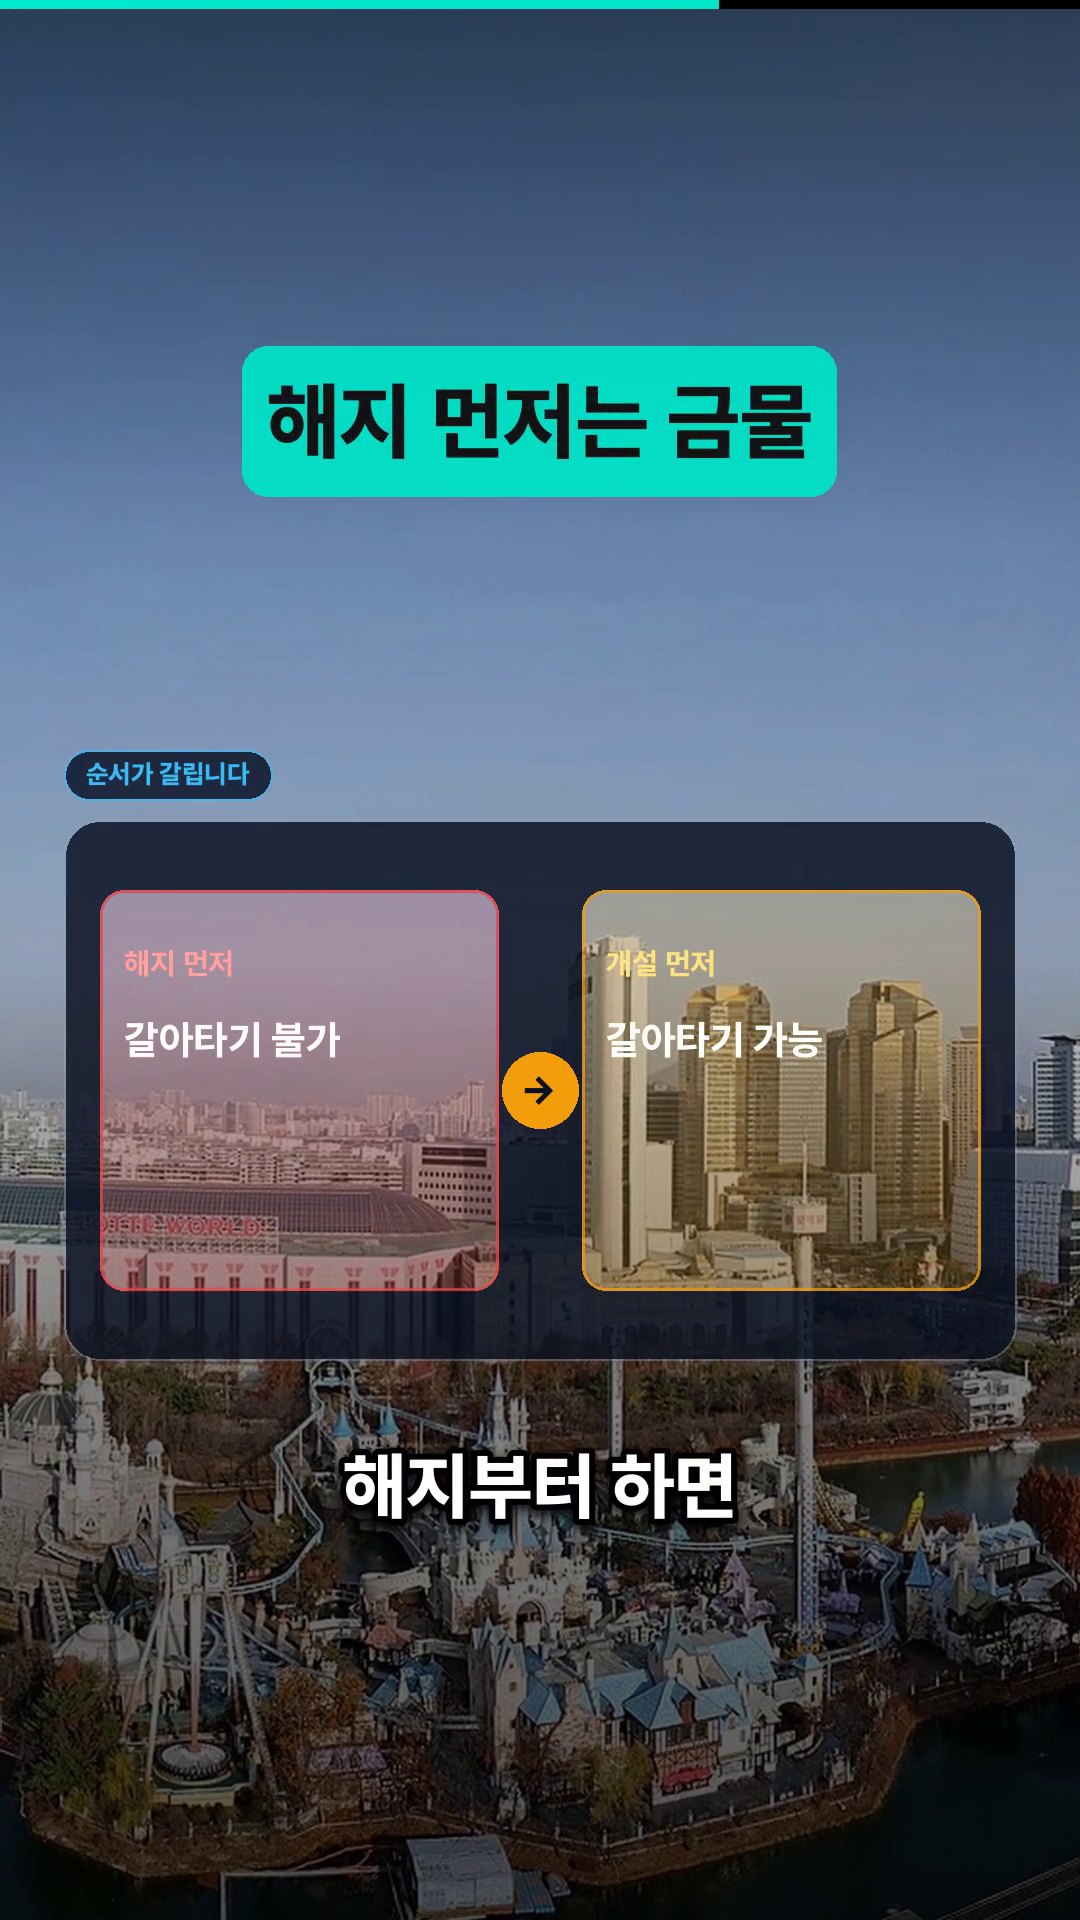 해지 먼저는 금물
순서가 갈립니다
해지 먼저
갈아타기 불가
개설 먼저
갈아타기 가능
LOTTE WORLD
해지부터 하면